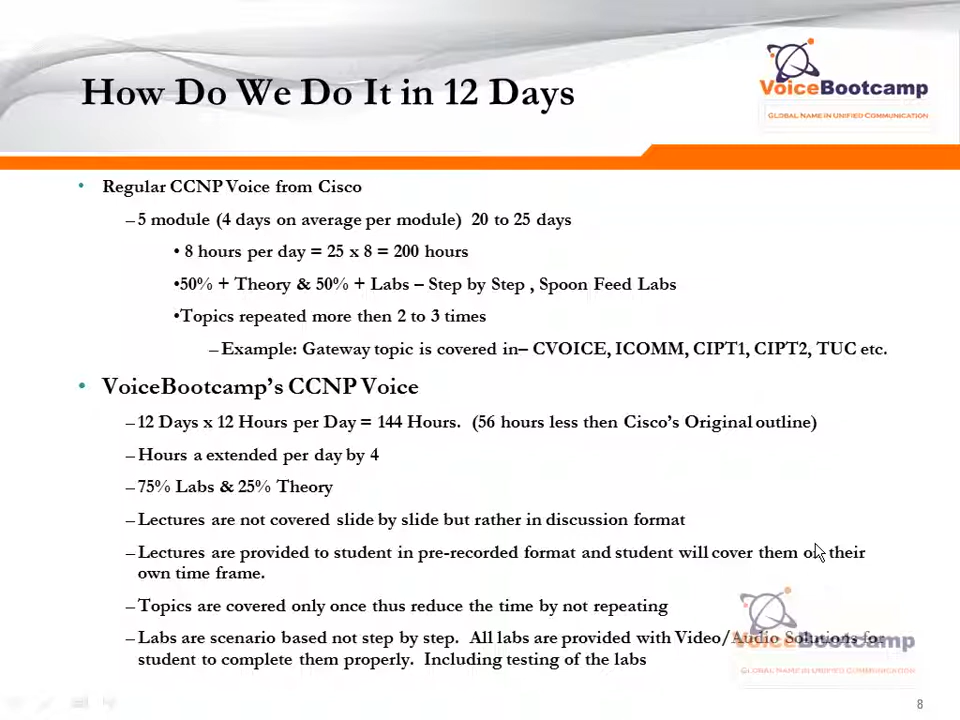 How Do We Do It in 12 Days
VoiceBootcamp
GLOBAL NAME IN UNIFIED COMMUNICATION
• Regular CCNP Voice from Cisco
– 5 module (4 days on average per module) 20 to 25 days
• 8 hours per day = 25 x 8 = 200 hours
•50% + Theory & 50% + Labs – Step by Step , Spoon Feed Labs
•Topics repeated more then 2 to 3 times
– Example: Gateway topic is covered in– CVOICE, ICOMM, CIPT1, CIPT2, TUC etc.
• VoiceBootcamp's CCNP Voice
– 12 Days x 12 Hours per Day = 144 Hours. (56 hours less then Cisco's Original outline)
– Hours a extended per day by 4
– 75% Labs & 25% Theory
– Lectures are not covered slide by slide but rather in discussion format
– Lectures are provided to student in pre-recorded format and student will cover them on their
own time frame.
– Topics are covered only once thus reduce the time by not repeating
– Labs are scenario based not step by step. All labs are provided with Video/Audio Solutions for
student to complete them properly. Including testing of the labs
VoiceBootcamp
GLOBAL NAME IN UNIFIED COMMUNICATION
8